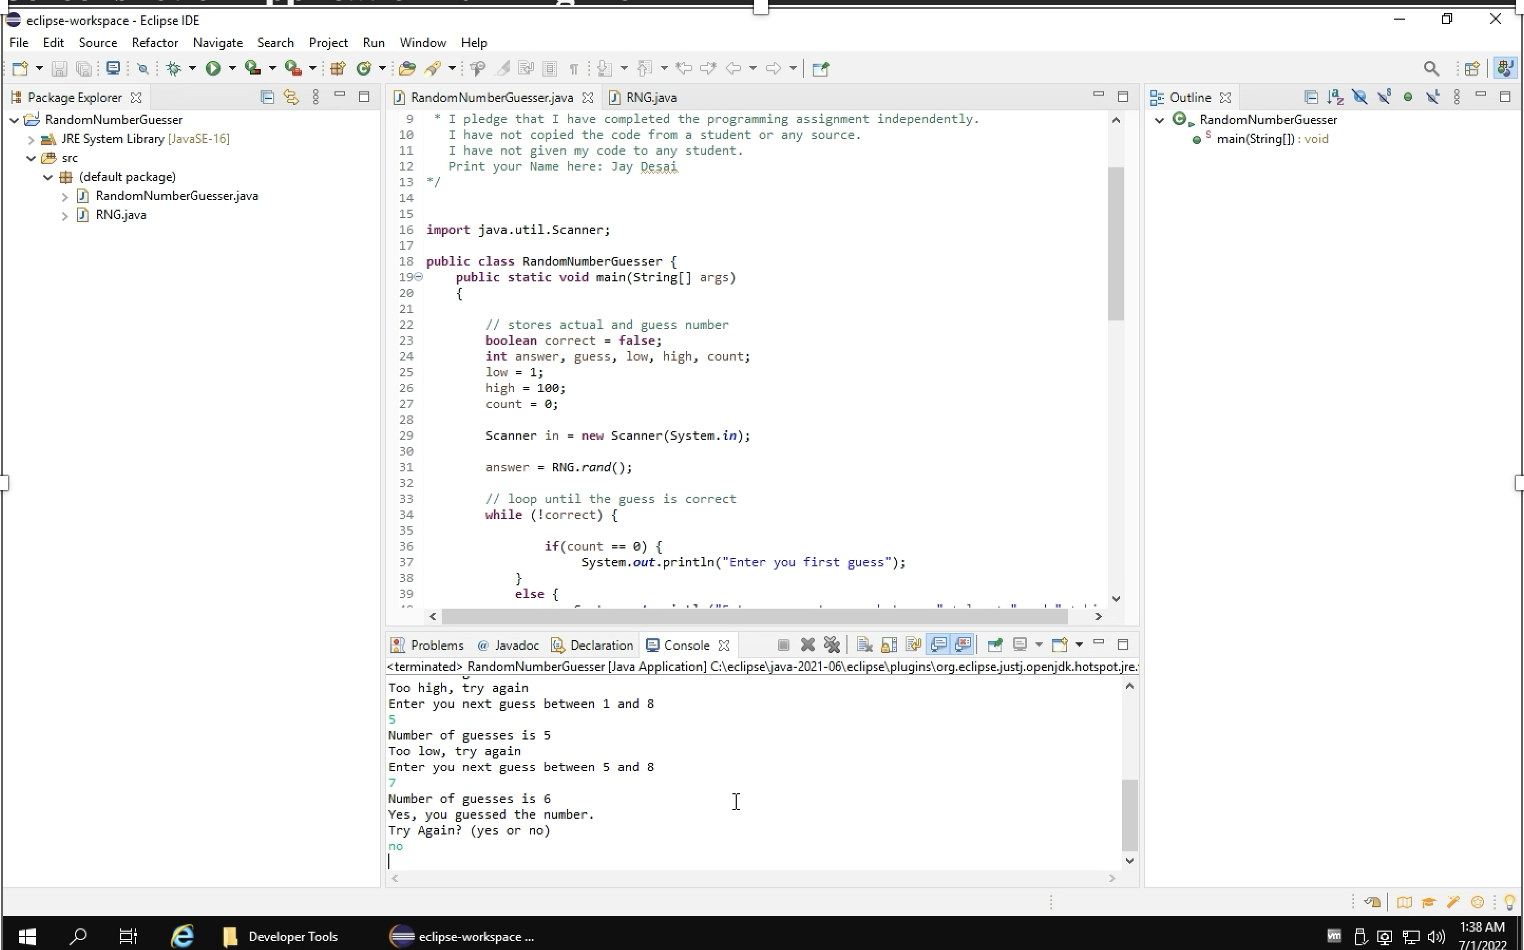 eclipse-workspace - Eclipse IDE
File Edit Source Refactor Navigate Search Project Run Window Help
Package Explorer
RandomNumberGuesser
JRE System Library [JavaSE-16]
src
(default package)
RandomNumberGuesser.java
RNG.java
RandomNumberGuesser.java RNG.java
9 * I pledge that I have completed the programming assignment independently.
10 I have not copied the code from a student or any source.
11 I have not given my code to any student.
12 Print your Name here: Jay Desai
13 */
14
15
16 import java.util.Scanner;
17
18 public class RandomNumberGuesser {
19 public static void main(String[] args)
20 {
21
22 // stores actual and guess number
23 boolean correct = false;
24 int answer, guess, low, high, count;
25 low = 1;
26 high = 100;
27 count = 0;
28
29 Scanner in = new Scanner(System.in);
30
31 answer = RNG.rand();
32
33 // loop until the guess is correct
34 while (!correct) {
35
36 if(count == 0) {
37 System.out.println("Enter you first guess");
38 }
39 else {
Outline
RandomNumberGuesser
main(String[]) : void
Problems @ Javadoc Declaration Console
<terminated> RandomNumberGuesser [Java Application] C:\eclipse\java-2021-06\eclipse\plugins\org.eclipse.justj.openjdk.hotspot.jre.
Too high, try again
Enter you next guess between 1 and 8
5
Number of guesses is 5
Too low, try again
Enter you next guess between 5 and 8
7
Number of guesses is 6
Yes, you guessed the number.
Try Again? (yes or no)
no
Developer Tools
eclipse-workspace ...
vm
1:38 AM
7/1/2022